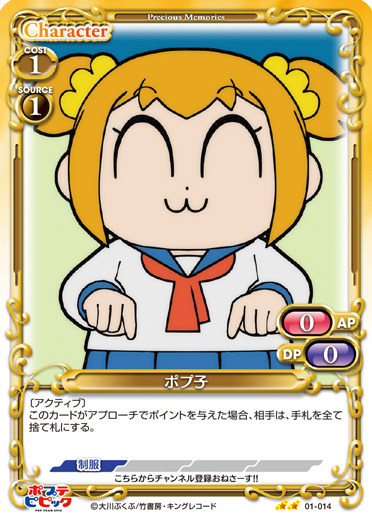 Precious Memories
Character
COST
1
SOURCE
1
0 AP
DP 0
ポプ子
[アクティブ]
このカードがアプローチでポイントを与えた場合、相手は、手札を全て
捨て札にする。
制服
こちらからチャンネル登録おねさーす!!
ポプテピピック
POP TEAM EPIC
©大川ぶくぶ/竹書房・キングレコード
01-014